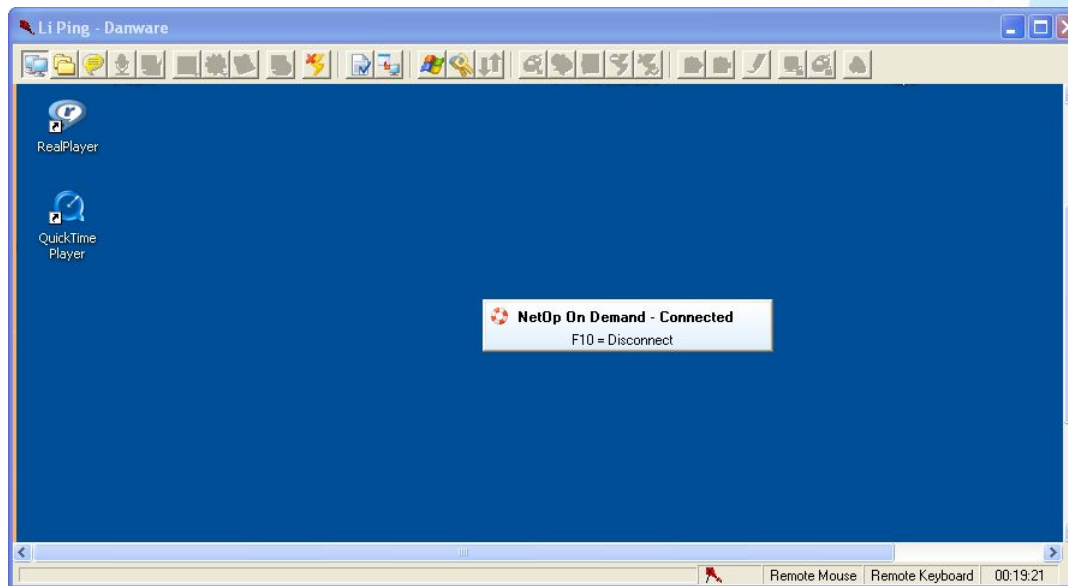 Li Ping - Danware
RealPlayer
QuickTime
Player
NetOp On Demand - Connected
F10 = Disconnect
Remote Mouse Remote Keyboard 00:19:21